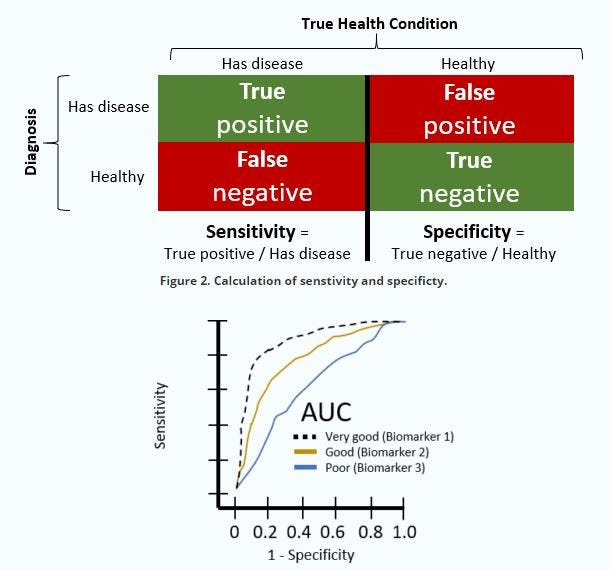 True Health Condition
Has disease Healthy
Diagnosis
Has disease
True
positive
False
positive
Healthy
False
negative
True
negative
Sensitivity =
True positive / Has disease
Specificity =
True negative / Healthy
Figure 2. Calculation of senstivity and specificty.
Sensitivity
AUC
Very good (Biomarker 1)
Good (Biomarker 2)
Poor (Biomarker 3)
0 0.2 0.4 0.6 0.8 1.0
1 - Specificity